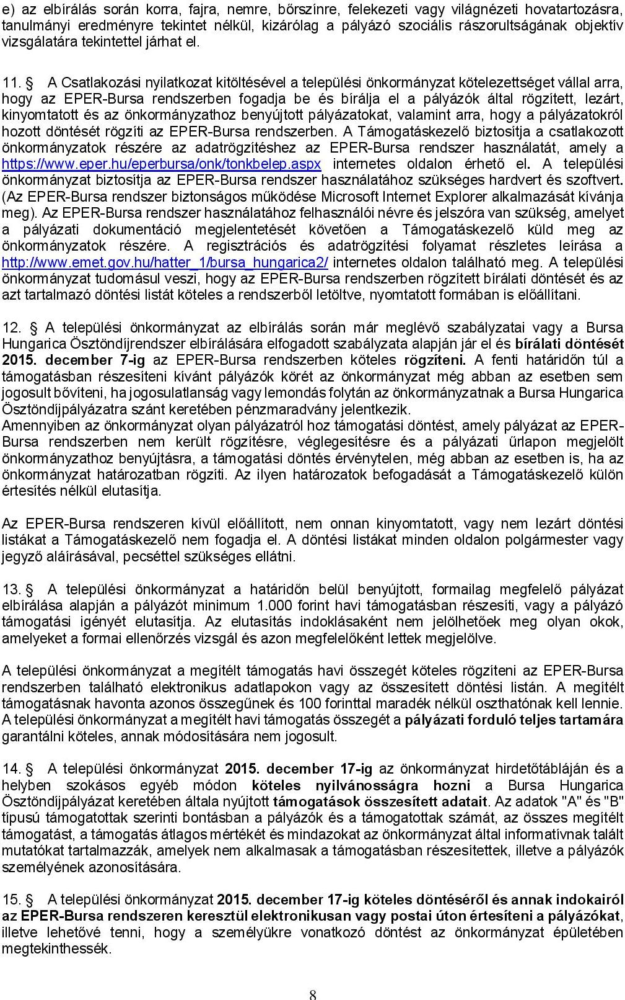 e) az elbírálás során korra, fajra, nemre, bőrszínre, felekezeti vagy világnézeti hovatartozásra,
tanulmányi eredményre tekintet nélkül, kizárólag a pályázó szociális rászorultságának objektív
vizsgálatára tekintettel járhat el.
11. § A Csatlakozási nyilatkozat kitöltésével a települési önkormányzat kötelezettséget vállal arra,
hogy az EPER-Bursa rendszerben fogadja be és bírálja el a pályázók által rögzített, lezárt,
kinyomtatott és az önkormányzathoz benyújtott pályázatokat, valamint arra, hogy a pályázatokról
hozott döntését rögzíti az EPER-Bursa rendszerben. A Támogatáskezelő biztosítja a csatlakozott
önkormányzatok részére az adatrögzítéshez az EPER-Bursa rendszer használatát, amely a
https://www.eper.hu/eperbursa/onk/tonkbelep.aspx internetes oldalon érhető el. A települési
önkormányzat biztosítja az EPER-Bursa rendszer használatához szükséges hardvert és szoftvert.
(Az EPER-Bursa rendszer biztonságos működése Microsoft Internet Explorer alkalmazását kívánja
meg). Az EPER-Bursa rendszer használatához felhasználói névre és jelszóra van szükség, amelyet
a pályázati dokumentáció megjelentetését követően a Támogatáskezelő küld meg az
önkormányzatok részére. A regisztrációs és adatrögzítési folyamat részletes leírása a
http://www.emet.gov.hu/hatter_1/bursa_hungarica2/ internetes oldalon található meg. A települési
önkormányzat tudomásul veszi, hogy az EPER-Bursa rendszerben rögzített bírálati döntését és az
azt tartalmazó döntési listát köteles a rendszerből letöltve, nyomtatott formában is előállítani.
12. § A települési önkormányzat az elbírálás során már meglévő szabályzatai vagy a Bursa
Hungarica Ösztöndíjrendszer elbírálására elfogadott szabályzata alapján jár el és bírálati döntését
2015. december 7-ig az EPER-Bursa rendszerben köteles rögzíteni. A fenti határidőn túl a
támogatásban részesíteni kívánt pályázók körét az önkormányzat még abban az esetben sem
jogosult bővíteni, ha jogosulatlanság vagy lemondás folytán az önkormányzatnak a Bursa Hungarica
Ösztöndíjpályázatra szánt keretében pénzmaradvány jelentkezik.
Amennyiben az önkormányzat olyan pályázatról hoz támogatási döntést, amely pályázat az EPER-
Bursa rendszerben nem került rögzítésre, véglegesítésre és a pályázati űrlapon megjelölt
önkormányzathoz benyújtásra, a támogatási döntés érvénytelen, még abban az esetben is, ha az
önkormányzat határozatban rögzíti. Az ilyen határozatok befogadását a Támogatáskezelő külön
értesítés nélkül elutasítja.
Az EPER-Bursa rendszeren kívül előállított, nem onnan kinyomtatott, vagy nem lezárt döntési
listákat a Támogatáskezelő nem fogadja el. A döntési listákat minden oldalon polgármester vagy
jegyző aláírásával, pecséttel szükséges ellátni.
13. § A települési önkormányzat a határidőn belül benyújtott, formailag megfelelő pályázat
elbírálása alapján a pályázót minimum 1.000 forint havi támogatásban részesíti, vagy a pályázó
támogatási igényét elutasítja. Az elutasítás indoklásaként nem jelölhetőek meg olyan okok,
amelyeket a formai ellenőrzés vizsgál és azon megfelelőként lettek megjelölve.
A települési önkormányzat a megítélt támogatás havi összegét köteles rögzíteni az EPER-Bursa
rendszerben található elektronikus adatlapokon vagy az összesített döntési listán. A megítélt
támogatásnak havonta azonos összegűnek és 100 forinttal maradék nélkül oszthatónak kell lennie.
A települési önkormányzat a megítélt havi támogatás összegét a pályázati forduló teljes tartamára
garantálni köteles, annak módosítására nem jogosult.
14. § A települési önkormányzat 2015. december 17-ig az önkormányzat hirdetőtábláján és a
helyben szokásos egyéb módon köteles nyilvánosságra hozni a Bursa Hungarica
Ösztöndíjpályázat keretében általa nyújtott támogatások összesített adatait. Az adatok "A" és "B"
típusú támogatottak szerinti bontásban a pályázók és a támogatottak számát, az összes megítélt
támogatást, a támogatás átlagos mértékét és mindazokat az önkormányzat által informatívnak talált
mutatókat tartalmazzák, amelyek nem alkalmasak a támogatásban részesítettek, illetve a pályázók
személyének azonosítására.
15. § A települési önkormányzat 2015. december 17-ig köteles döntéséről és annak indokairól
az EPER-Bursa rendszeren keresztül elektronikusan vagy postai úton értesíteni a pályázókat,
illetve lehetővé tenni, hogy a személyükre vonatkozó döntést az önkormányzat épületében
megtekinthessék.
8